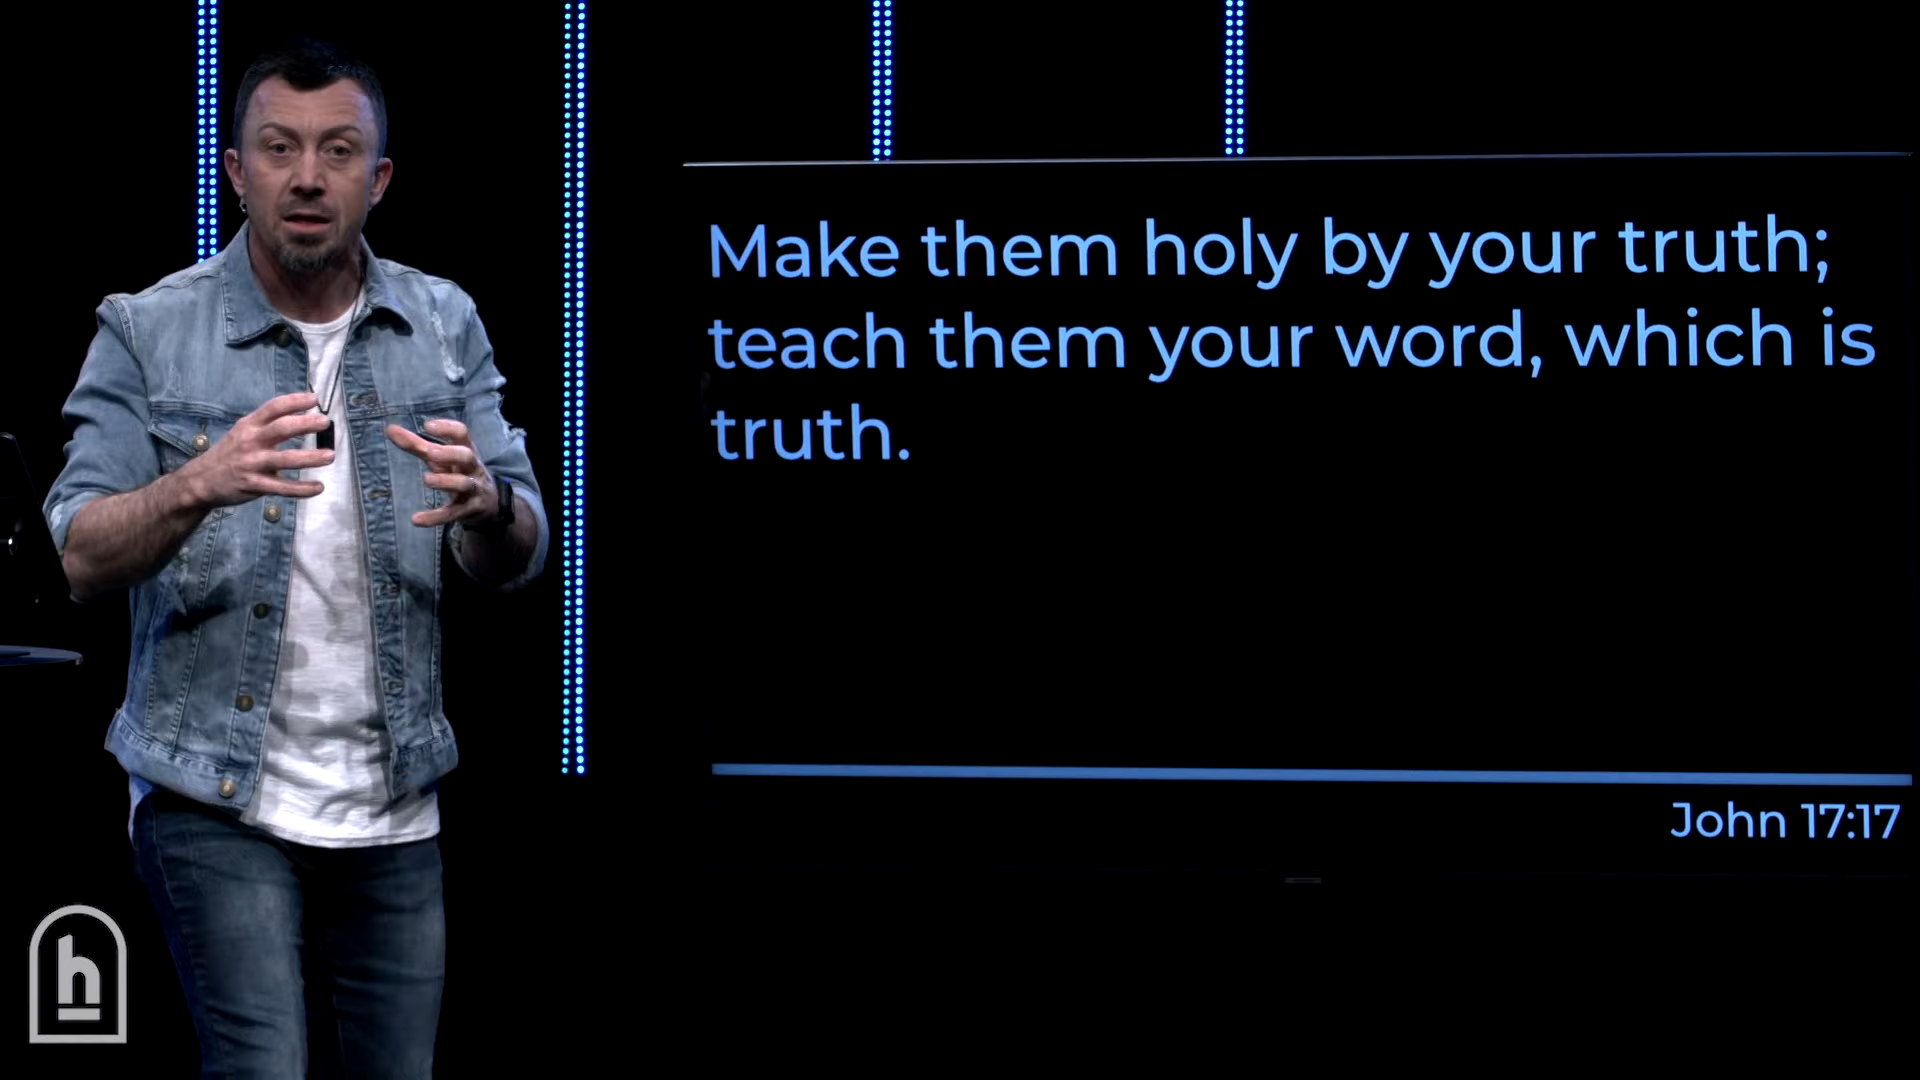 Make them holy by your truth;
teach them your word, which is
truth.
John 17:17
h